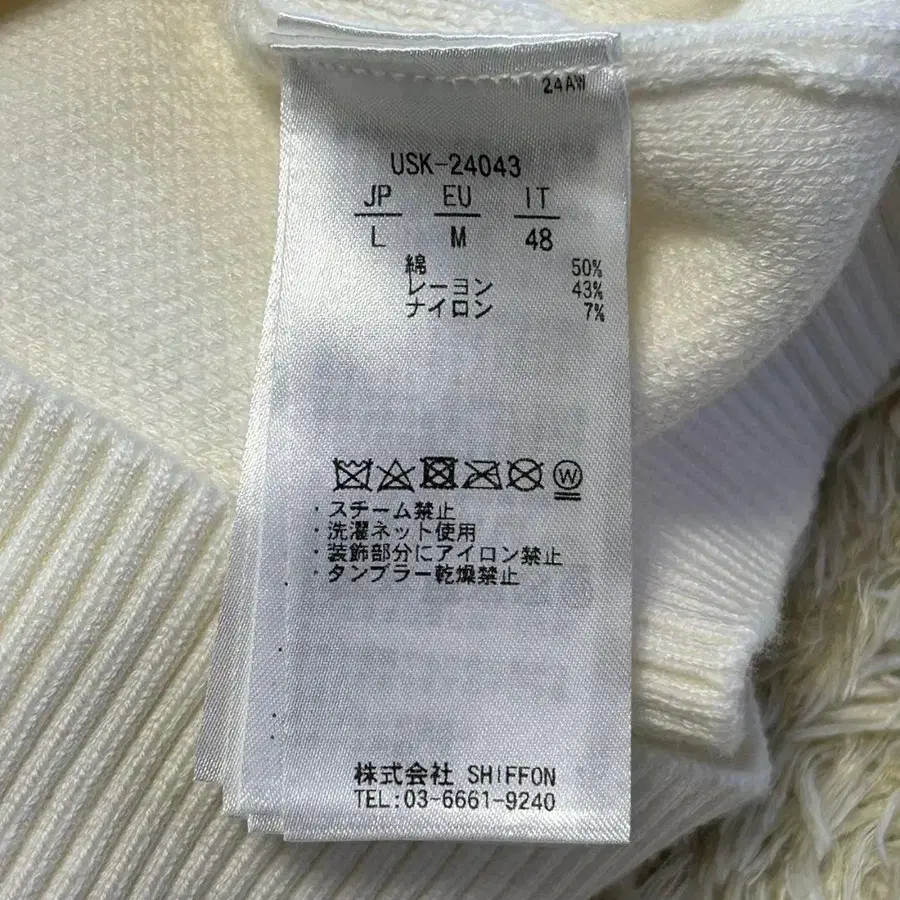 24AW
USK-24043
JP EU IT
L M 48
綿 50%
レーヨン 43%
ナイロン 7%
W
・スチーム禁止
・洗濯ネット使用
・装飾部分にアイロン禁止
・タンブラー乾燥禁止
株式会社 SHIFFON
TEL:03-6661-9240